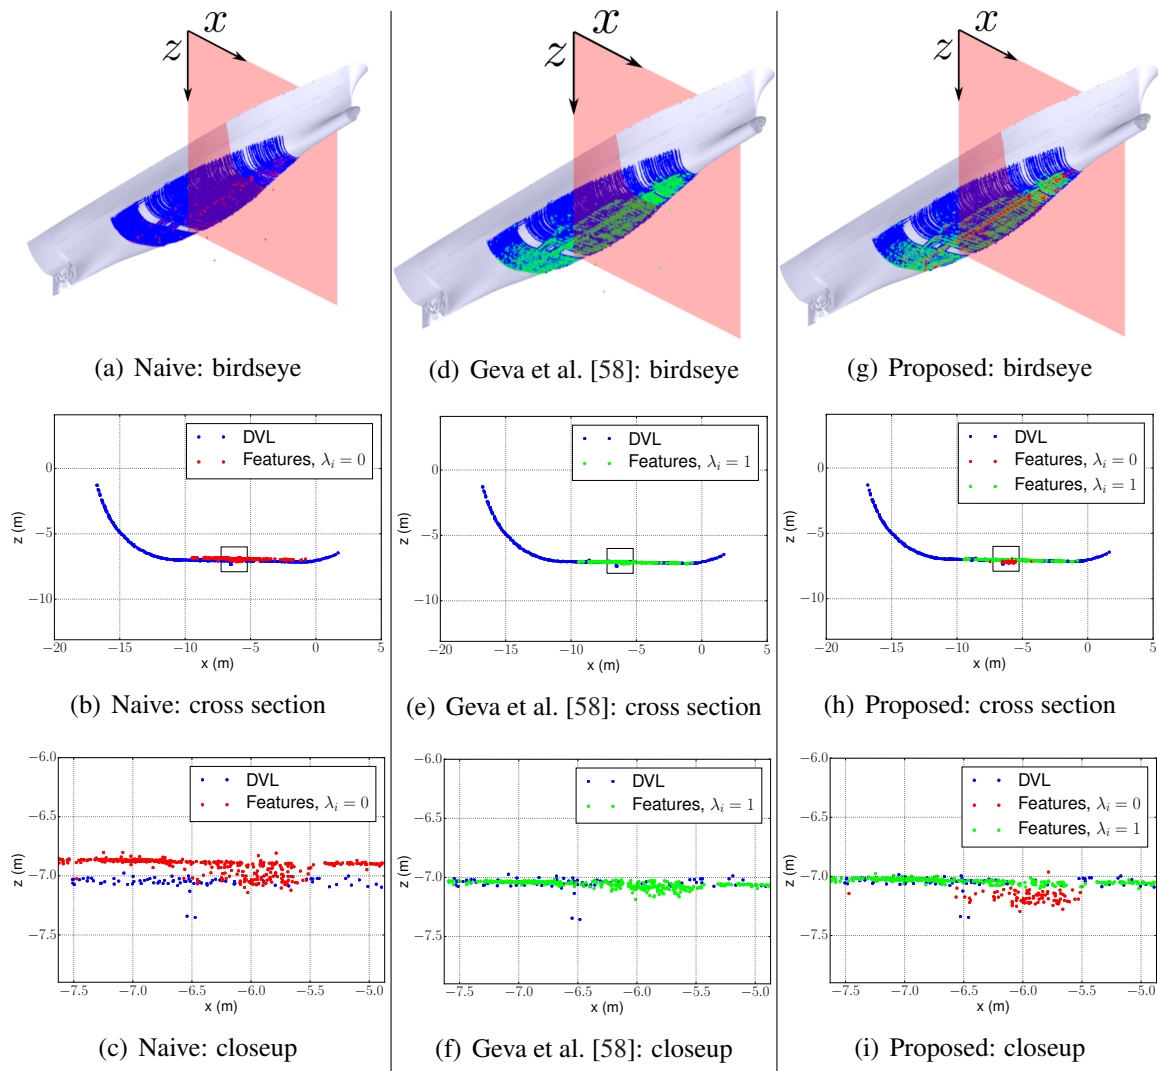 x
z
x
z
x
z
(a) Naive: birdseye
(d) Geva et al. [58]: birdseye
(g) Proposed: birdseye
DVL
Features, λᵢ = 0
0
−5
−10
z (m)
−20 −15 −10 −5 0 5
x (m)
DVL
Features, λᵢ = 1
0
−5
−10
z (m)
−20 −15 −10 −5 0 5
x (m)
DVL
Features, λᵢ = 0
Features, λᵢ = 1
0
−5
−10
z (m)
−20 −15 −10 −5 0 5
x (m)
(b) Naive: cross section
(e) Geva et al. [58]: cross section
(h) Proposed: cross section
DVL
Features, λᵢ = 0
−6.0
−6.5
−7.0
−7.5
z (m)
−7.5 −7.0 −6.5 −6.0 −5.5 −5.0
x (m)
DVL
Features, λᵢ = 1
−6.0
−6.5
−7.0
−7.5
z (m)
−7.5 −7.0 −6.5 −6.0 −5.5 −5.0
x (m)
DVL
Features, λᵢ = 0
Features, λᵢ = 1
−6.0
−6.5
−7.0
−7.5
z (m)
−7.5 −7.0 −6.5 −6.0 −5.5 −5.0
x (m)
(c) Naive: closeup
(f) Geva et al. [58]: closeup
(i) Proposed: closeup